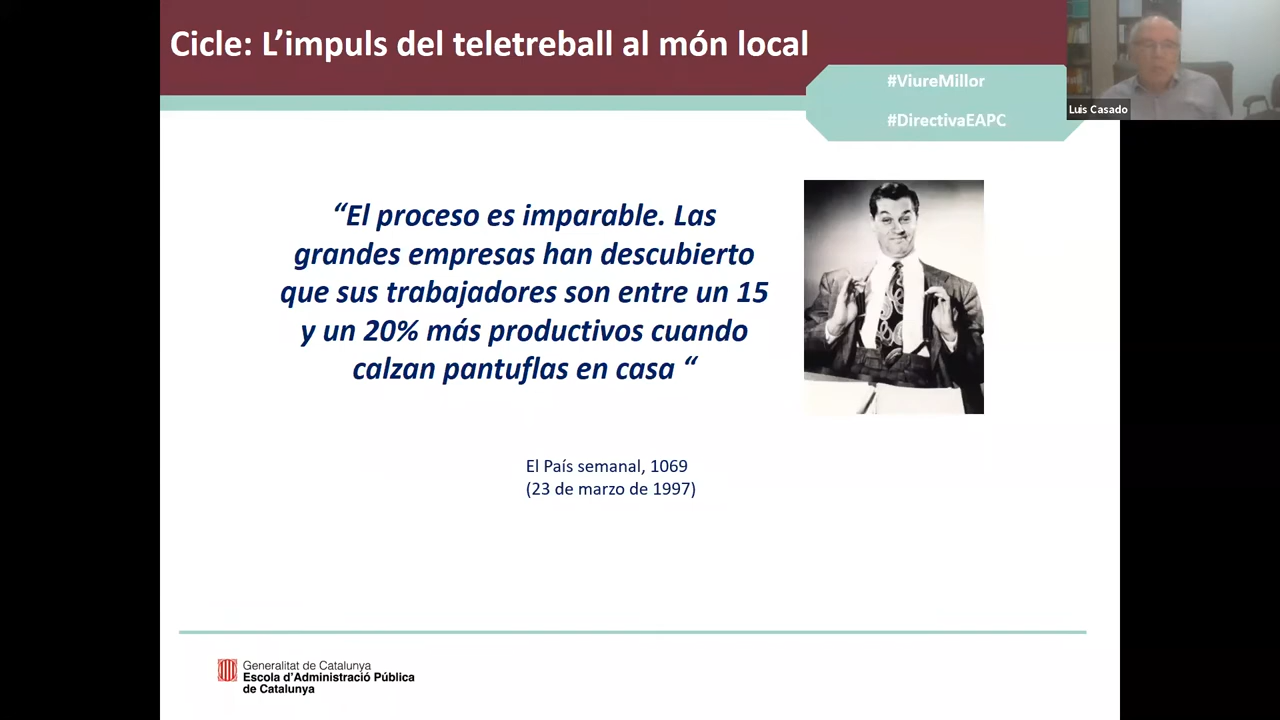 Cicle: L’impuls del teletreball al món local
#ViureMillor
#DirectivaEAPC
Luis Casado
“El proceso es imparable. Las
grandes empresas han descubierto
que sus trabajadores son entre un 15
y un 20% más productivos cuando
calzan pantuflas en casa “
El País semanal, 1069
(23 de marzo de 1997)
Generalitat de Catalunya
Escola d’Administració Pública
de Catalunya